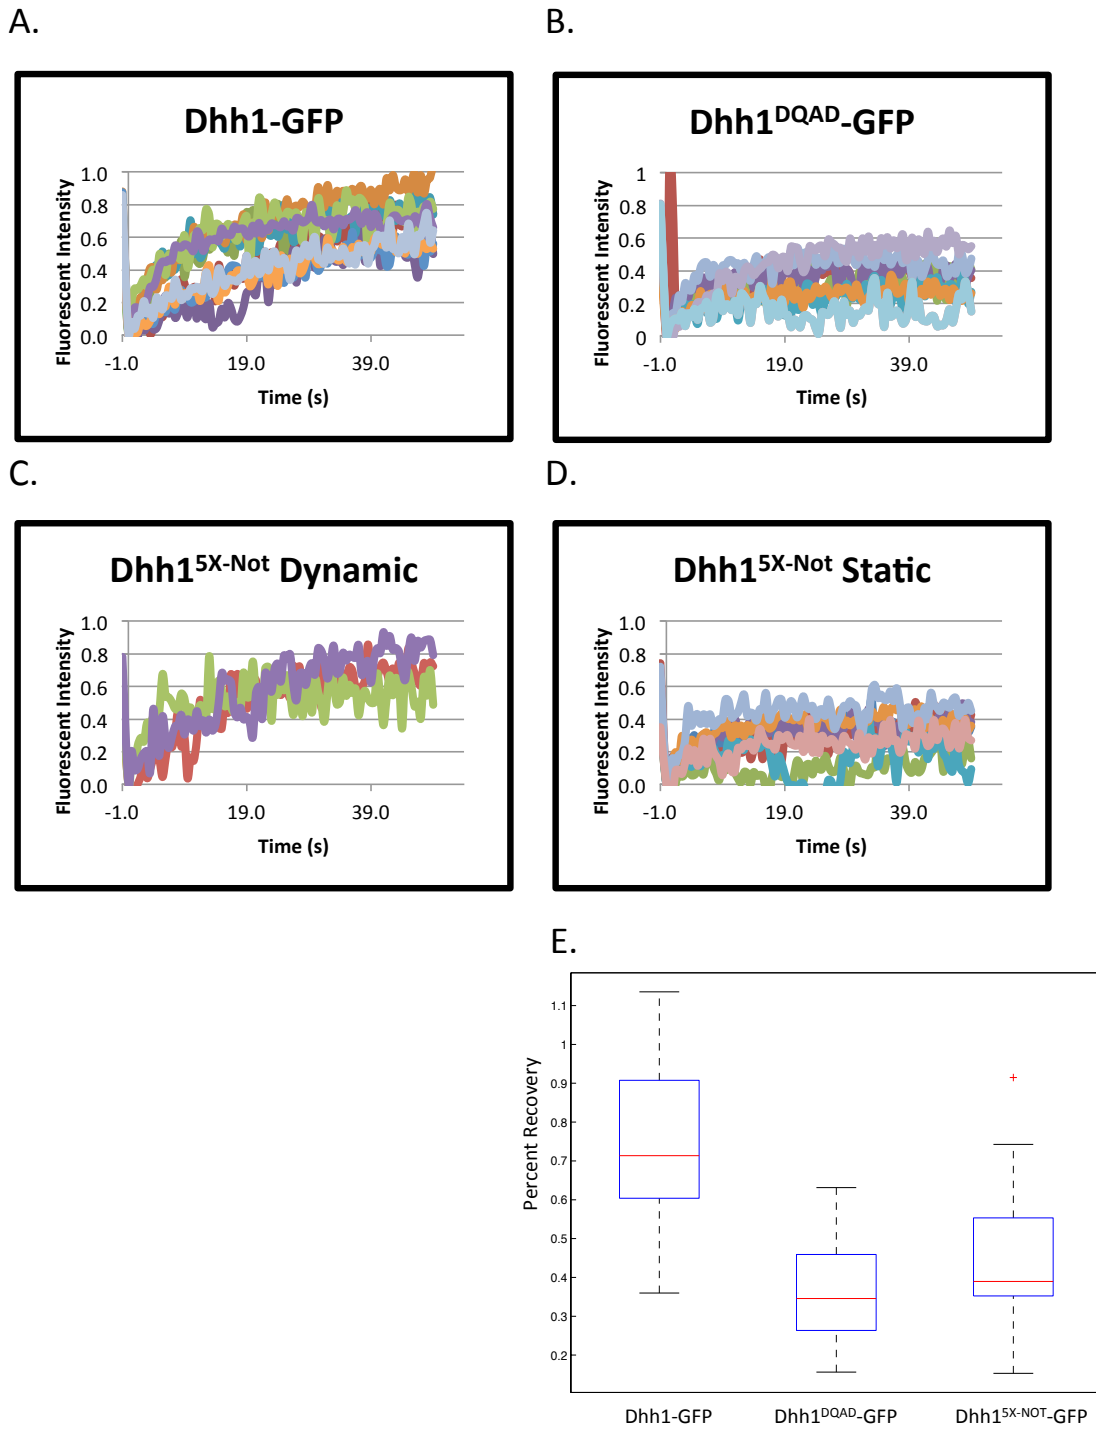 A.
B.
Dhh1-GFP
Fluorescent Intensity
1.0
0.8
0.6
0.4
0.2
0.0
-1.0 19.0 39.0
Time (s)
Dhh1DQAD-GFP
Fluorescent Intensity
1
0.8
0.6
0.4
0.2
0
-1.0 19.0 39.0
Time (s)
C.
D.
Dhh15X-Not Dynamic
Fluorescent Intensity
1.0
0.8
0.6
0.4
0.2
0.0
-1.0 19.0 39.0
Time (s)
Dhh15X-Not Static
Fluorescent Intensity
1.0
0.8
0.6
0.4
0.2
0.0
-1.0 19.0 39.0
Time (s)
E.
Percent Recovery
1.1
1
0.9
0.8
0.7
0.6
0.5
0.4
0.3
0.2
Dhh1-GFP Dhh1DQAD-GFP Dhh15X-NOT-GFP